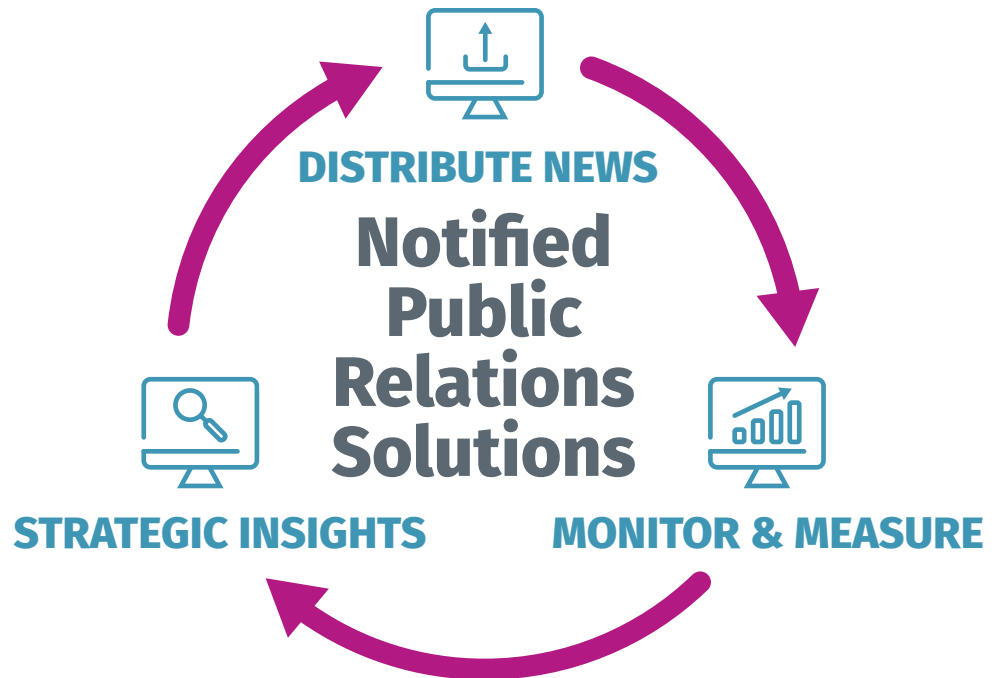 DISTRIBUTE NEWS
Notified
Public
Relations
Solutions
STRATEGIC INSIGHTS
MONITOR & MEASURE